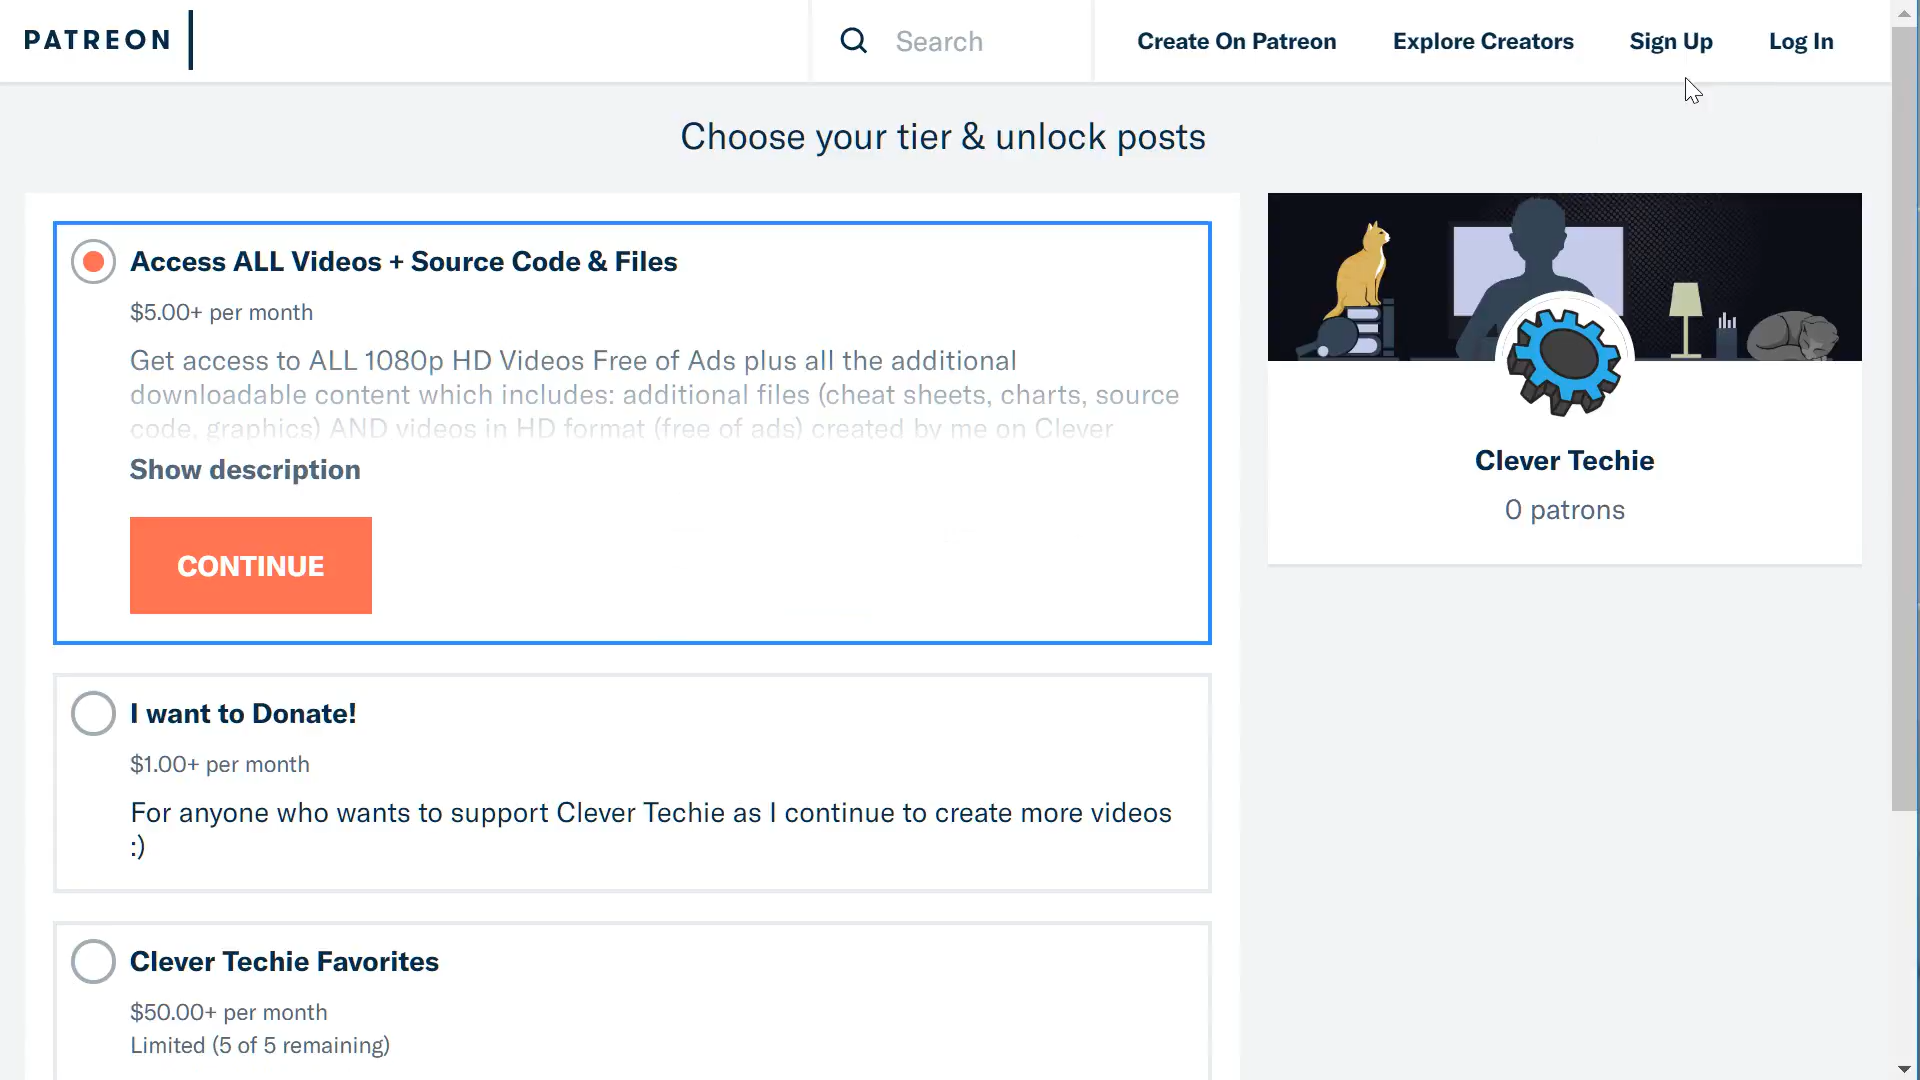 PATREON
Search
Create On Patreon
Explore Creators
Sign Up
Log In
Choose your tier & unlock posts
Access ALL Videos + Source Code & Files
$5.00+ per month
Get access to ALL 1080p HD Videos Free of Ads plus all the additional
downloadable content which includes: additional files (cheat sheets, charts, source
code, graphics) AND videos in HD format (free of ads) created by me on Clever
Show description
CONTINUE
I want to Donate!
$1.00+ per month
For anyone who wants to support Clever Techie as I continue to create more videos
:)
Clever Techie Favorites
$50.00+ per month
Limited (5 of 5 remaining)
Clever Techie
0 patrons